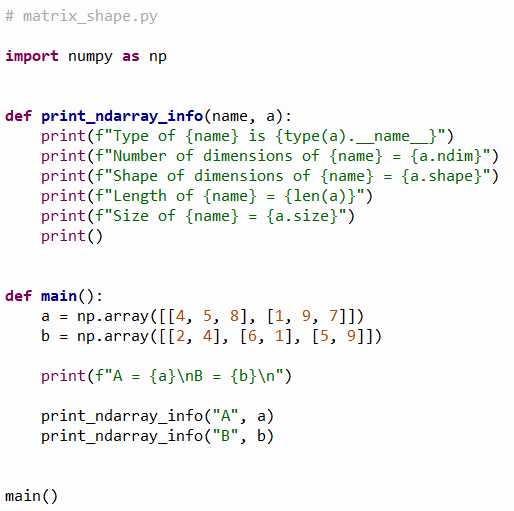 # matrix_shape.py
import numpy as np
def print_ndarray_info(name, a):
    print(f"Type of {name} is {type(a).__name__}")
    print(f"Number of dimensions of {name} = {a.ndim}")
    print(f"Shape of dimensions of {name} = {a.shape}")
    print(f"Length of {name} = {len(a)}")
    print(f"Size of {name} = {a.size}")
    print()
def main():
    a = np.array([[4, 5, 8], [1, 9, 7]])
    b = np.array([[2, 4], [6, 1], [5, 9]])
    print(f"A = {a}\nB = {b}\n")
    print_ndarray_info("A", a)
    print_ndarray_info("B", b)
main()